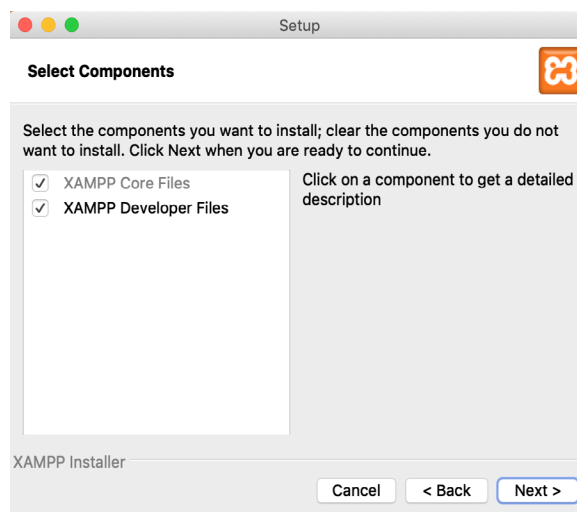 Setup
Select Components
Select the components you want to install; clear the components you do not
want to install. Click Next when you are ready to continue.
XAMPP Core Files
XAMPP Developer Files
Click on a component to get a detailed
description
XAMPP Installer
Cancel
< Back
Next >